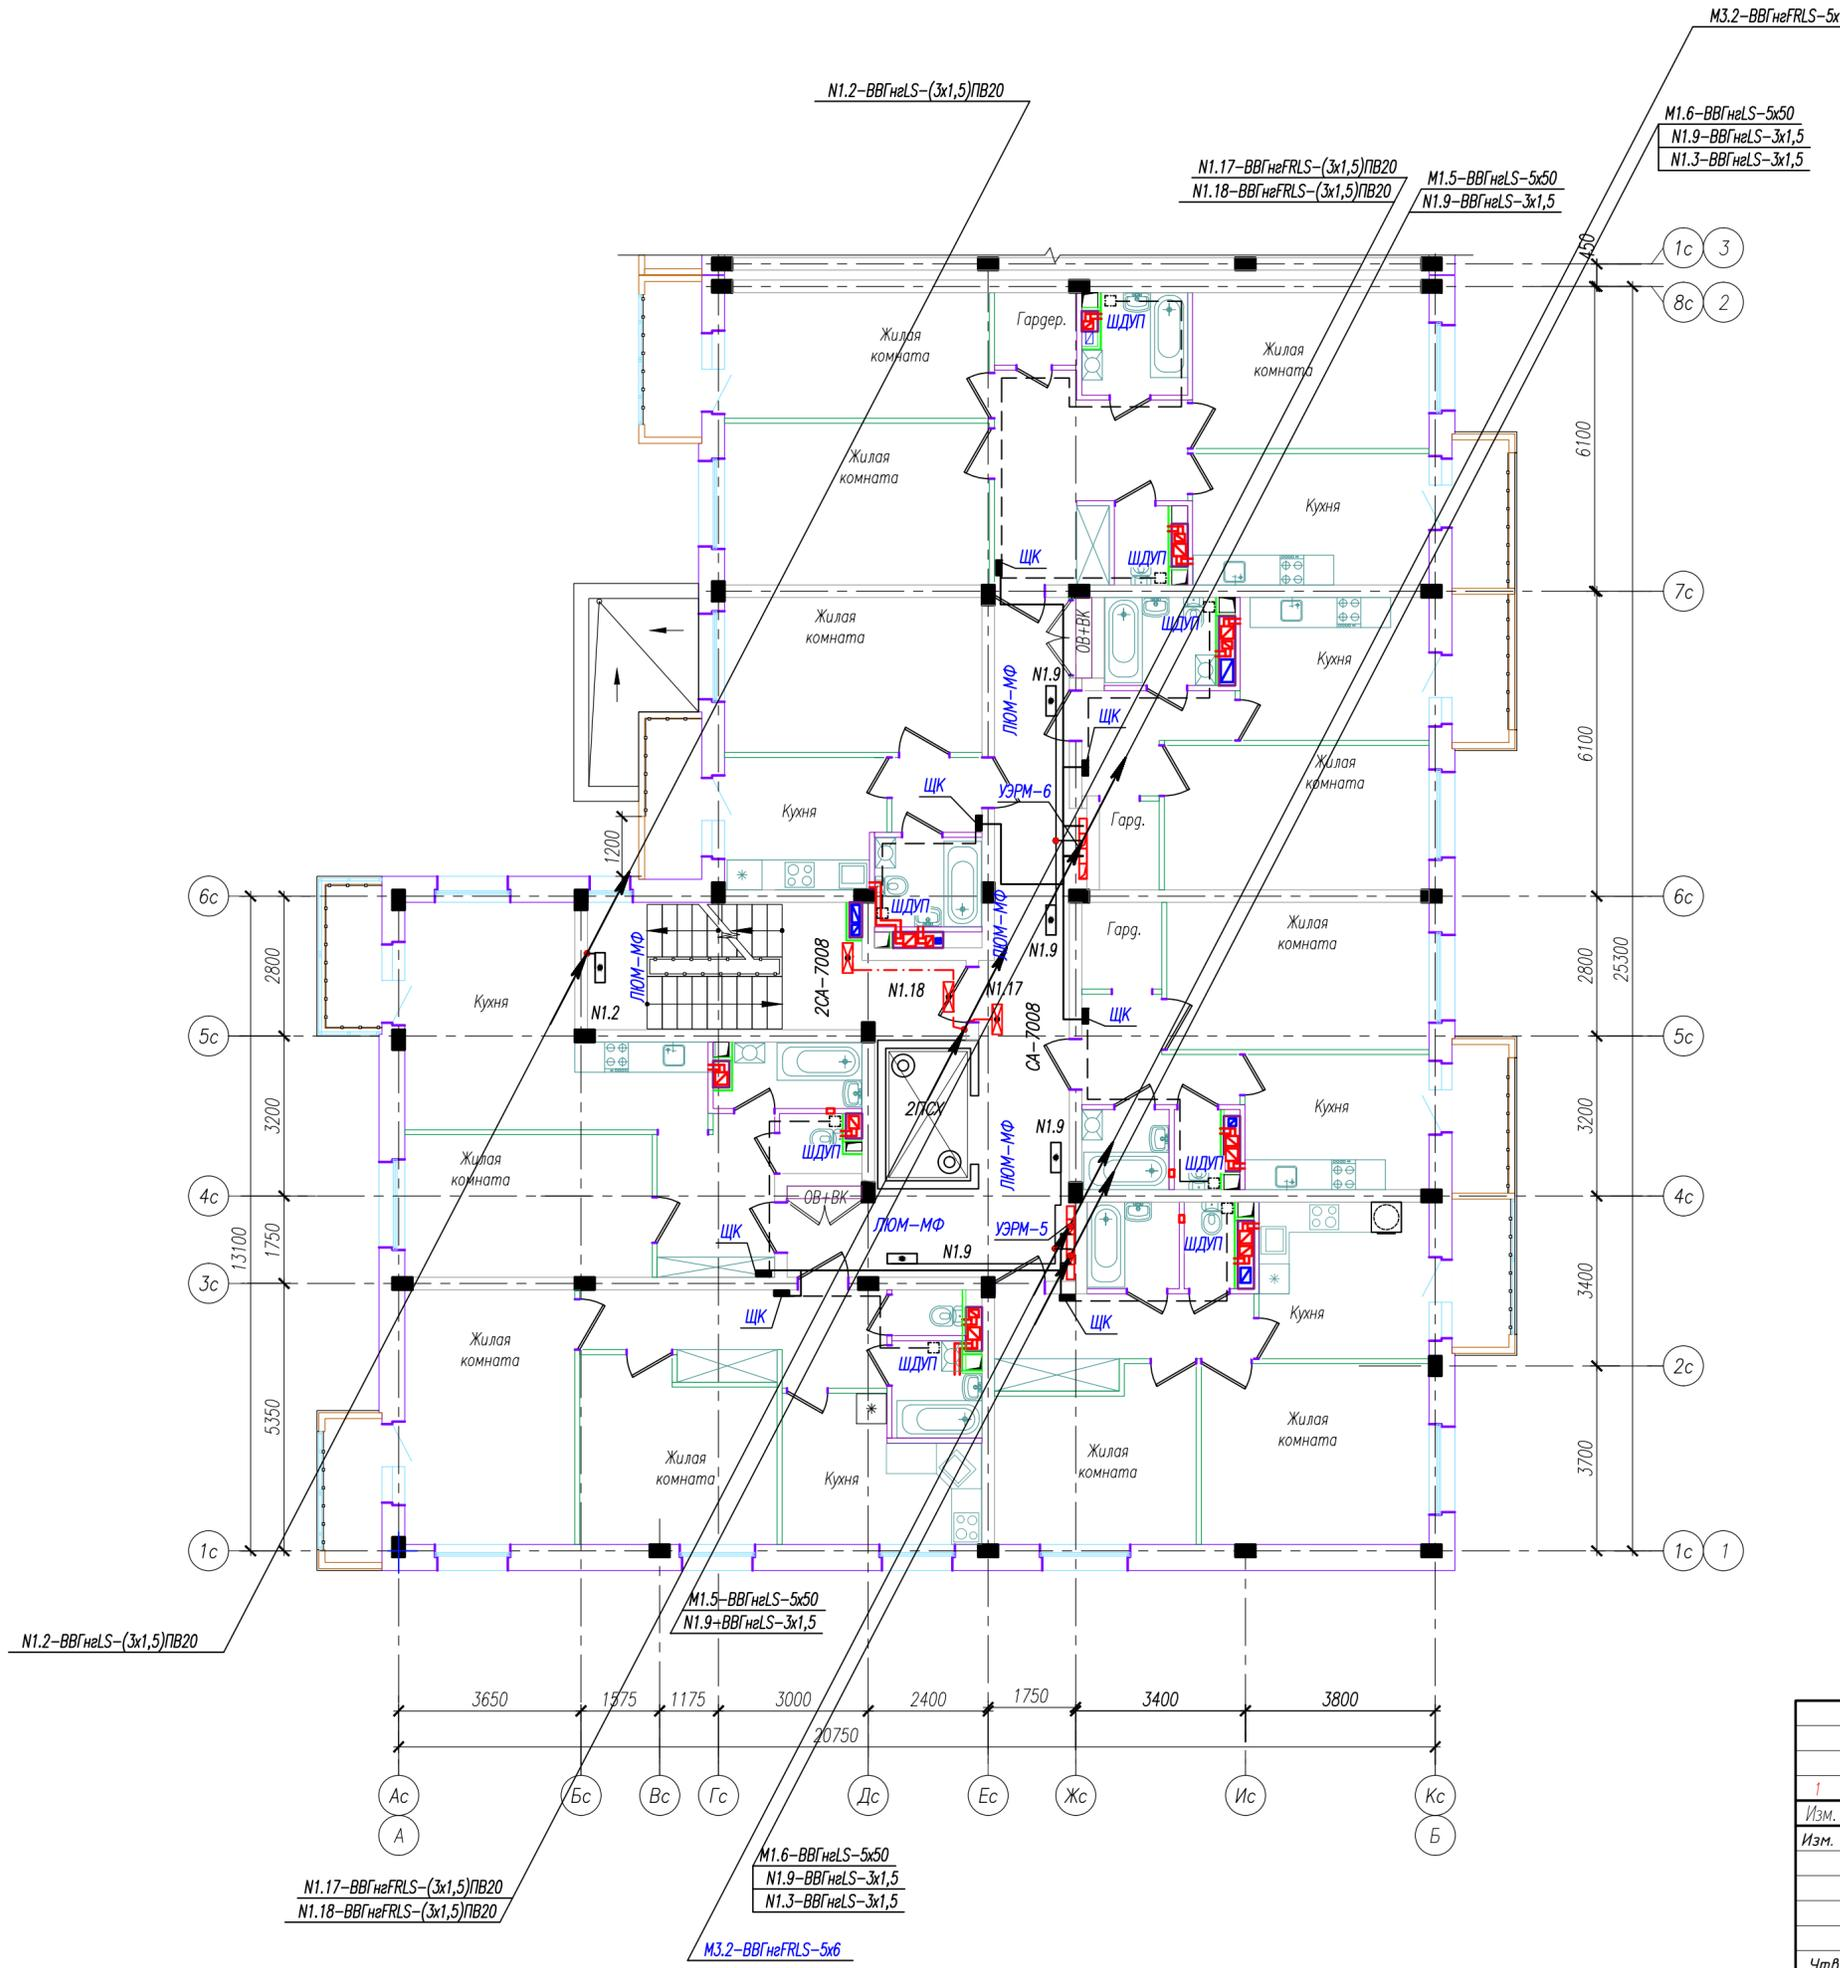 М3.2-ВВГнгFRLS-5х
N1.2-ВВГнгLS-(3х1,5)ПВ20
М1.6-ВВГнгLS-5х50
N1.9-ВВГнгLS-3х1,5
N1.3-ВВГнгLS-3х1,5
N1.17-ВВГнгFRLS-(3х1,5)ПВ20
N1.18-ВВГнгFRLS-(3х1,5)ПВ20
М1.5-ВВГнгLS-5х50
N1.9-ВВГнгLS-3х1,5
450
1с 3
8с 2
Гардер.
ШДУП
Жилая
комната
Жилая
комната
6100
Жилая
комната
Кухня
ЩК
ШДУП
7с
Жилая
комната
ОВ+ВК
ШДУП
Кухня
N1.9
ЛЮМ-МФ
ЩК
6100
Жилая
комната
ЩК
УЭРМ-6
Кухня
Гард.
1200
6с
6с
ШДУП
ЛЮМ-МФ
N1.9
Гард.
Жилая
комната
2800
ЛЮМ-МФ
2СА-7008
Кухня
N1.2
N1.18
N1.17
СА-7008
ЩК
2800
25300
5с
5с
2ПСХ
N1.9
Кухня
3200
3200
ШДУП
Жилая
комната
ЛЮМ-МФ
ШДУП
ОВ+ВК
4с
4с
ЩК
ЛЮМ-МФ
УЭРМ-5
ШДУП
1750
13100
N1.9
3с
3400
ЩК
ЩК
Кухня
Жилая
комната
ШДУП
2с
5350
Жилая
комната
Кухня
Жилая
комната
Жилая
комната
3700
1с
1с 1
М1.5-ВВГнгLS-5х50
N1.9-ВВГнгLS-3х1,5
N1.2-ВВГнгLS-(3х1,5)ПВ20
3650 1575 1175 3000 2400 1750 3400 3800
20750
Ас Бс Вс Гс Дс Ес Жс Ис Кс
А Б
1
Изм.
Изм.
М1.6-ВВГнгLS-5х50
N1.9-ВВГнгLS-3х1,5
N1.3-ВВГнгLS-3х1,5
N1.17-ВВГнгFRLS-(3х1,5)ПВ20
N1.18-ВВГнгFRLS-(3х1,5)ПВ20
М3.2-ВВГнгFRLS-5х6